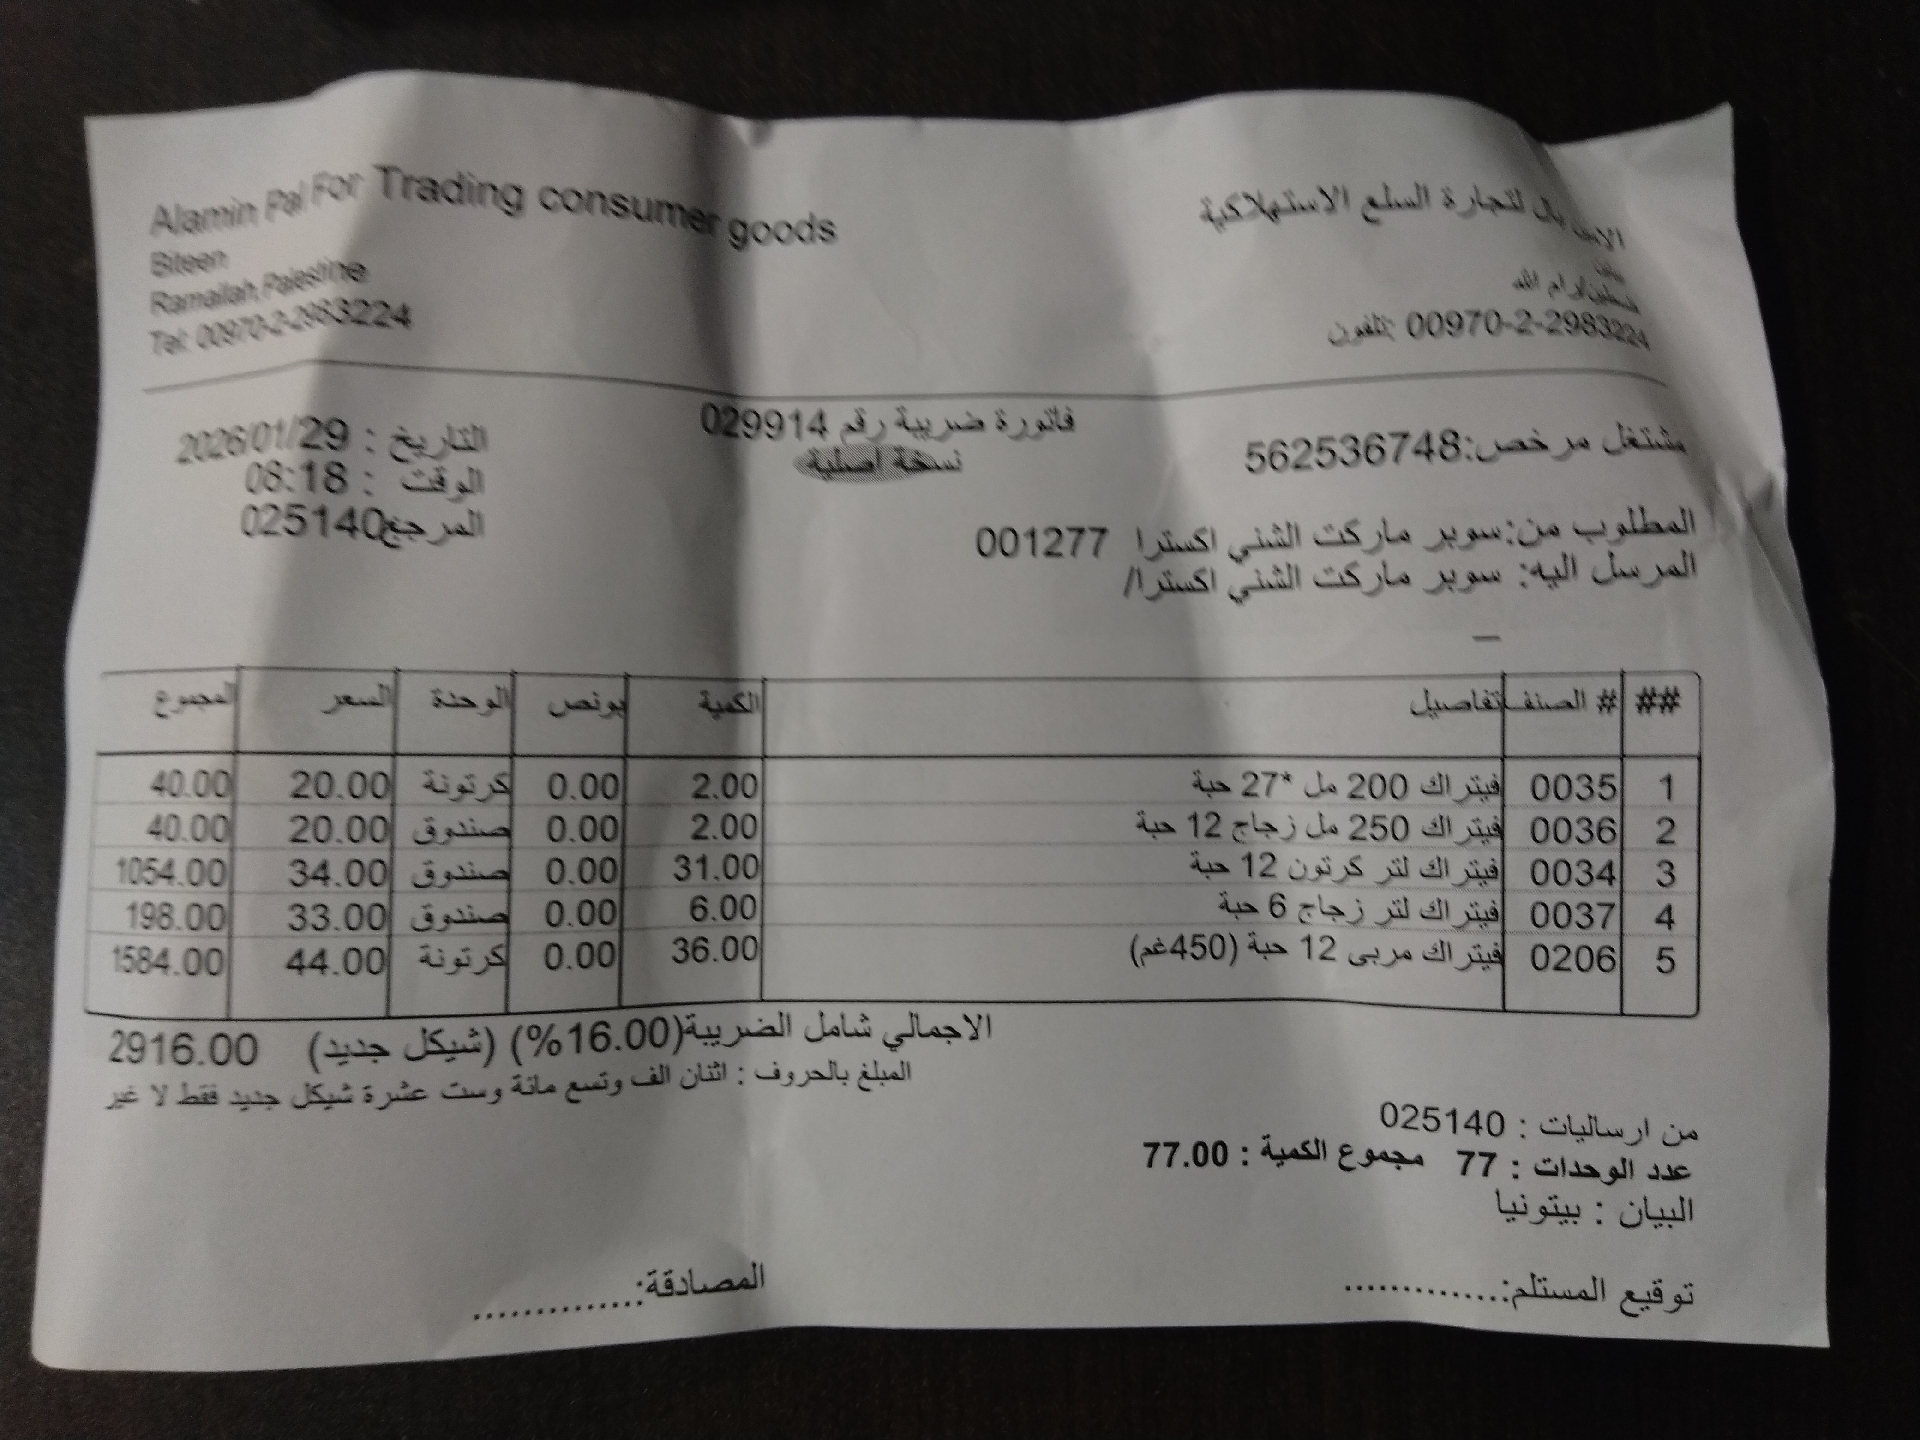 Alamin Pal For Trading consumer goods
Biteen
Ramallah, Palestine
Tel: 00970-2-2983224
بال لتجارة السلع الاستهلاكية
فلسطين/رام الله
تلفون: 00970-2-2983224
مشتغل مرخص:562536748
فاتورة ضريبة رقم 029914
نسخة اصلية
التاريخ : 2026/01/29
الوقت : 08:18
المرجع025140
المطلوب من:سوبر ماركت الشني اكسترا 001277
المرسل اليه: سوبر ماركت الشني اكسترا/
_
## # الصنف تفاصيل الكمية بونص الوحدة السعر المجموع
1 0035 فيتراك 200 مل *27 حبة 2.00 0.00 كرتونة 20.00 40.00
2 0036 فيتراك 250 مل زجاج 12 حبة 2.00 0.00 صندوق 20.00 40.00
3 0034 فيتراك لتر كرتون 12 حبة 31.00 0.00 صندوق 34.00 1054.00
4 0037 فيتراك لتر زجاج 6 حبة 6.00 0.00 صندوق 33.00 198.00
5 0206 فيتراك مربى 12 حبة (450غم) 36.00 0.00 كرتونة 44.00 1584.00
الاجمالي شامل الضريبة(16.00%) (شيكل جديد) 2916.00
المبلغ بالحروف : اثنان الف وتسع مائة وست عشرة شيكل جديد فقط لا غير
من ارساليات : 025140
عدد الوحدات : 77 مجموع الكمية : 77.00
البيان : بيتونيا
توقيع المستلم:..............
المصادقة:..............